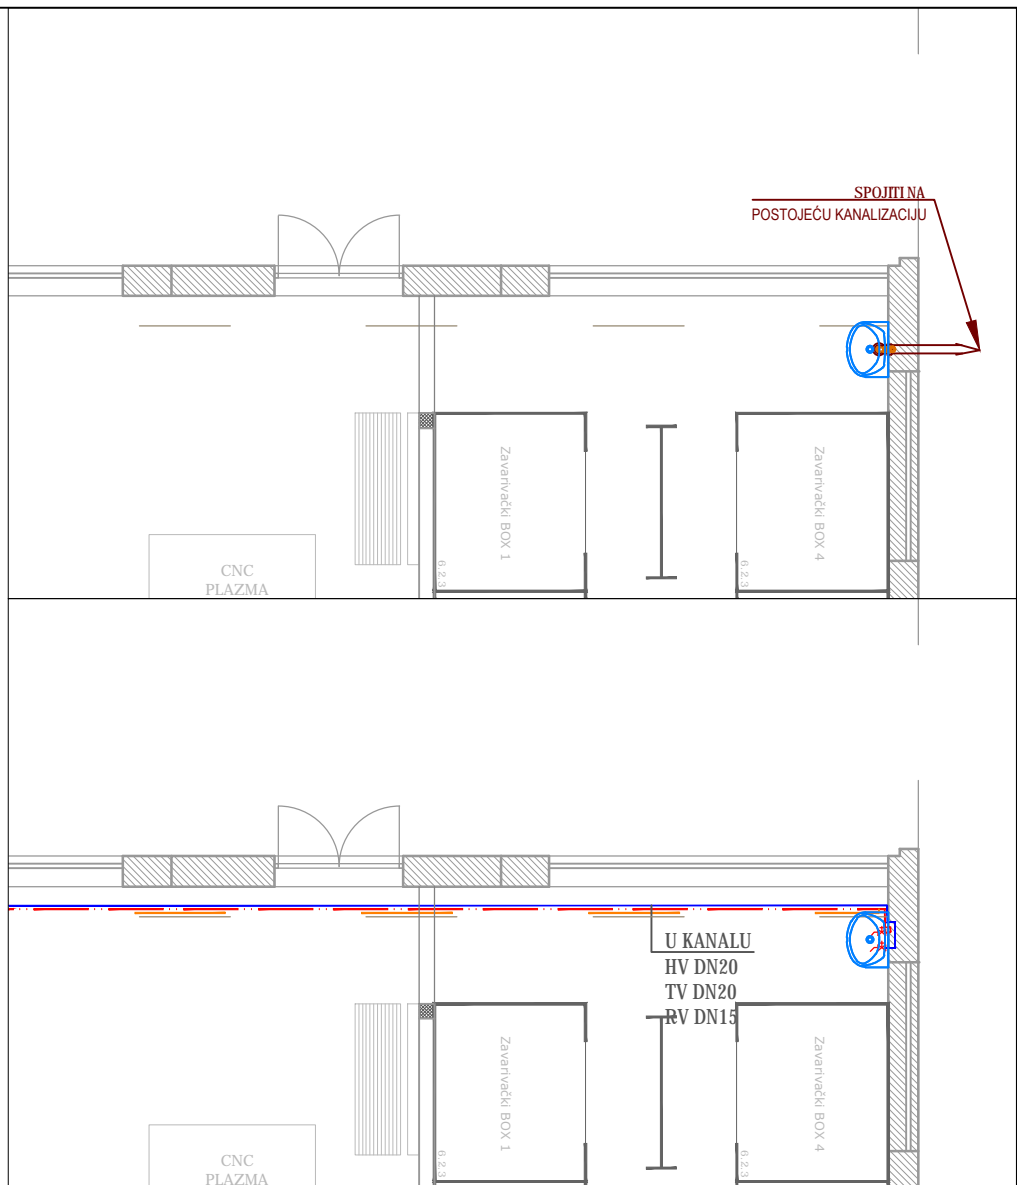 SPOJITI NA
POSTOJEĆU KANALIZACIJU
Zavarivački BOX 1
Zavarivački BOX 4
6.2.3
6.2.3
CNC
PLAZMA
U KANALU
HV DN20
TV DN20
RV DN15
Zavarivački BOX 1
Zavarivački BOX 4
6.2.3
6.2.3
CNC
PLAZMA